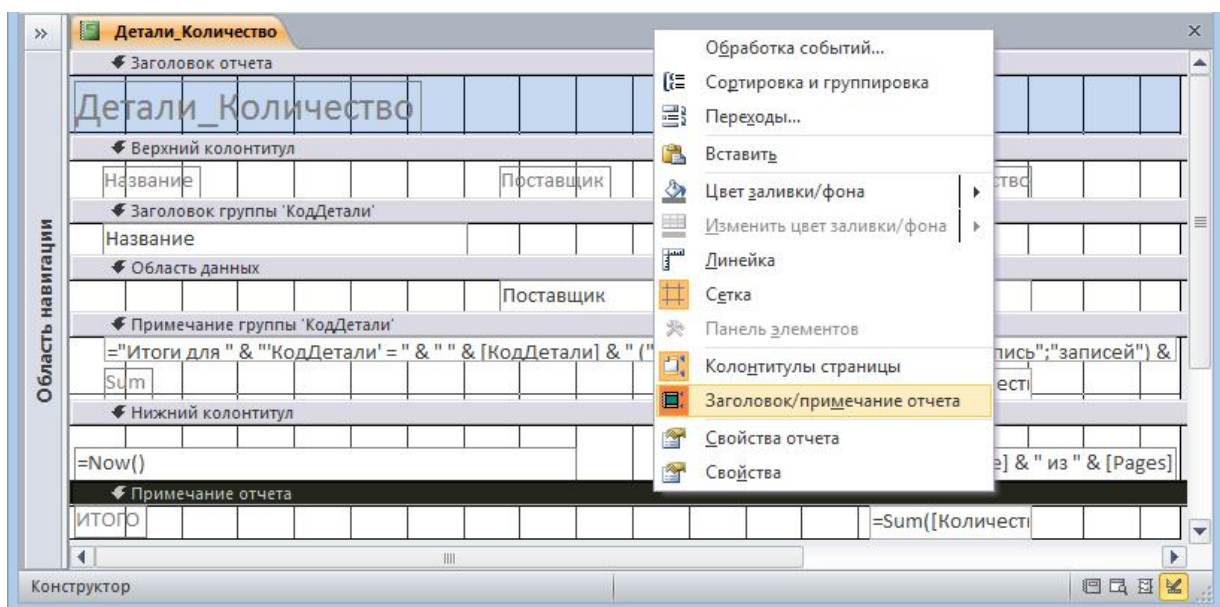 » Детали_Количество ×
Заголовок отчета
Детали_Количество
Верхний колонтитул
Название Поставщик
Заголовок группы 'КодДетали'
Название
Область данных
Поставщик
Примечание группы 'КодДетали'
="Итоги для " & "'КодДетали' = " & " " & [КодДетали] & " (" пись";"записей") &
Sum
Нижний колонтитул
=Now() e] & " из " & [Pages]
Примечание отчета
ИТОГО =Sum([Количести
Область навигации
Конструктор
Обработка событий...
Сортировка и группировка
Переходы...
Вставить
Цвет заливки/фона
Изменить цвет заливки/фона
Линейка
Сетка
Панель элементов
Колонтитулы страницы
Заголовок/примечание отчета
Свойства отчета
Свойства